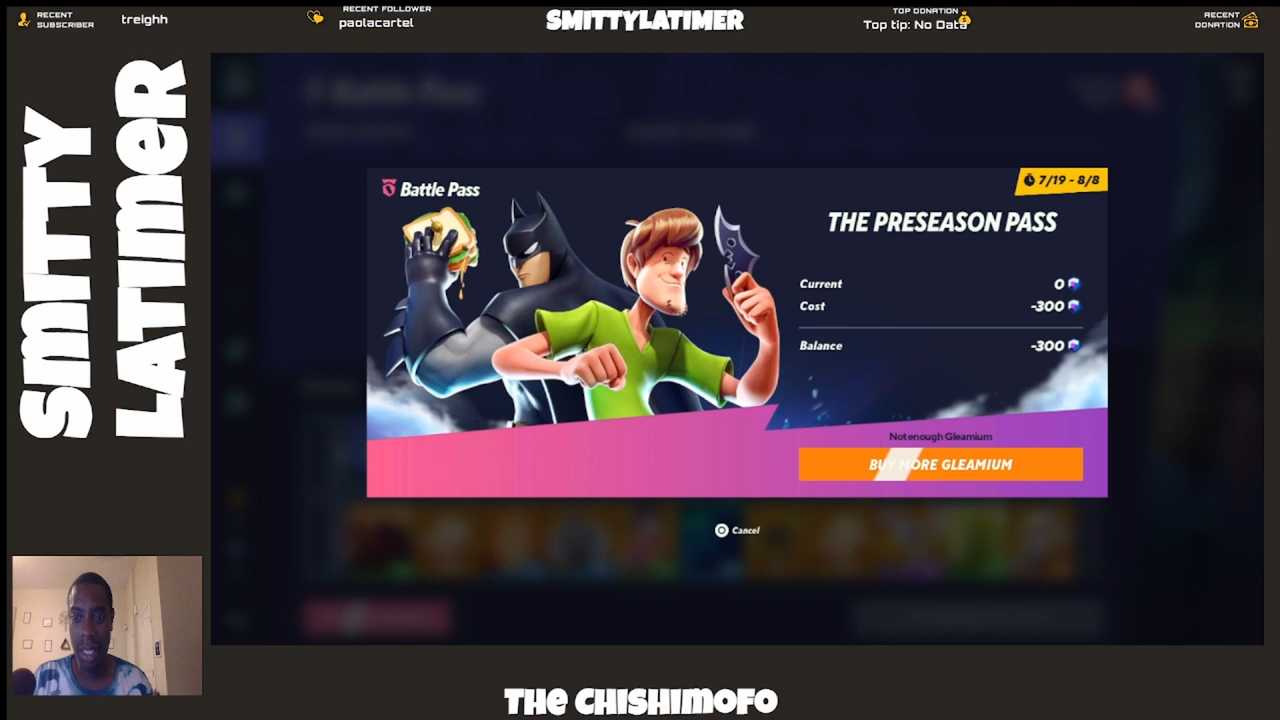 RECENT
SUBSCRIBER
treighh
RECENT FOLLOWER
paolacartel
SMITTYLATIMER
TOP DONATION
Top tip: No Data
RECENT
DONATION
SMITTY
LATIMER
Battle Pass
7/19 - 8/8
THE PRESEASON PASS
Current 0
Cost -300
Balance -300
Notenough Gleamium
BUY MORE GLEAMIUM
Cancel
THE CHISHIMOFO